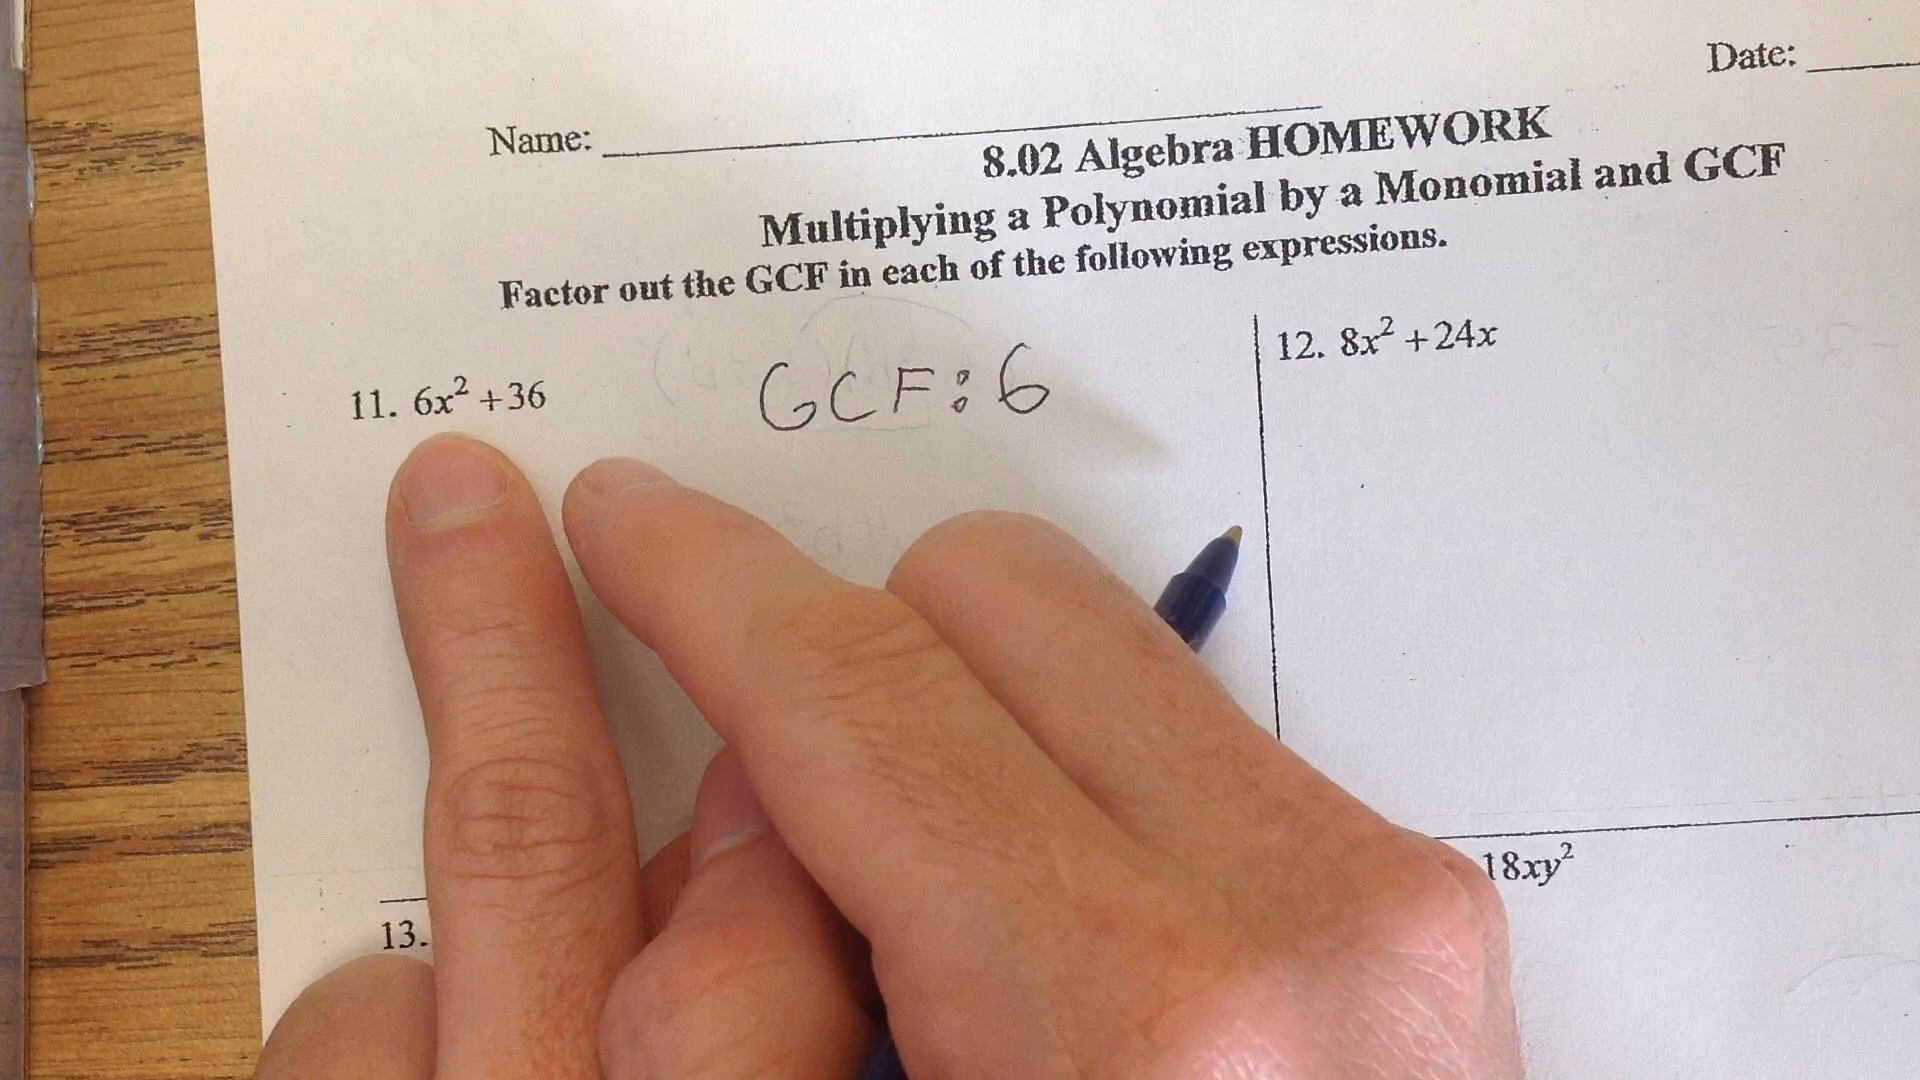 Date:
Name:
8.02 Algebra HOMEWORK
Multiplying a Polynomial by a Monomial and GCF
Factor out the GCF in each of the following expressions.
11. 6x² +36
GCF: 6
12. 8x² +24x
13.
18xy²